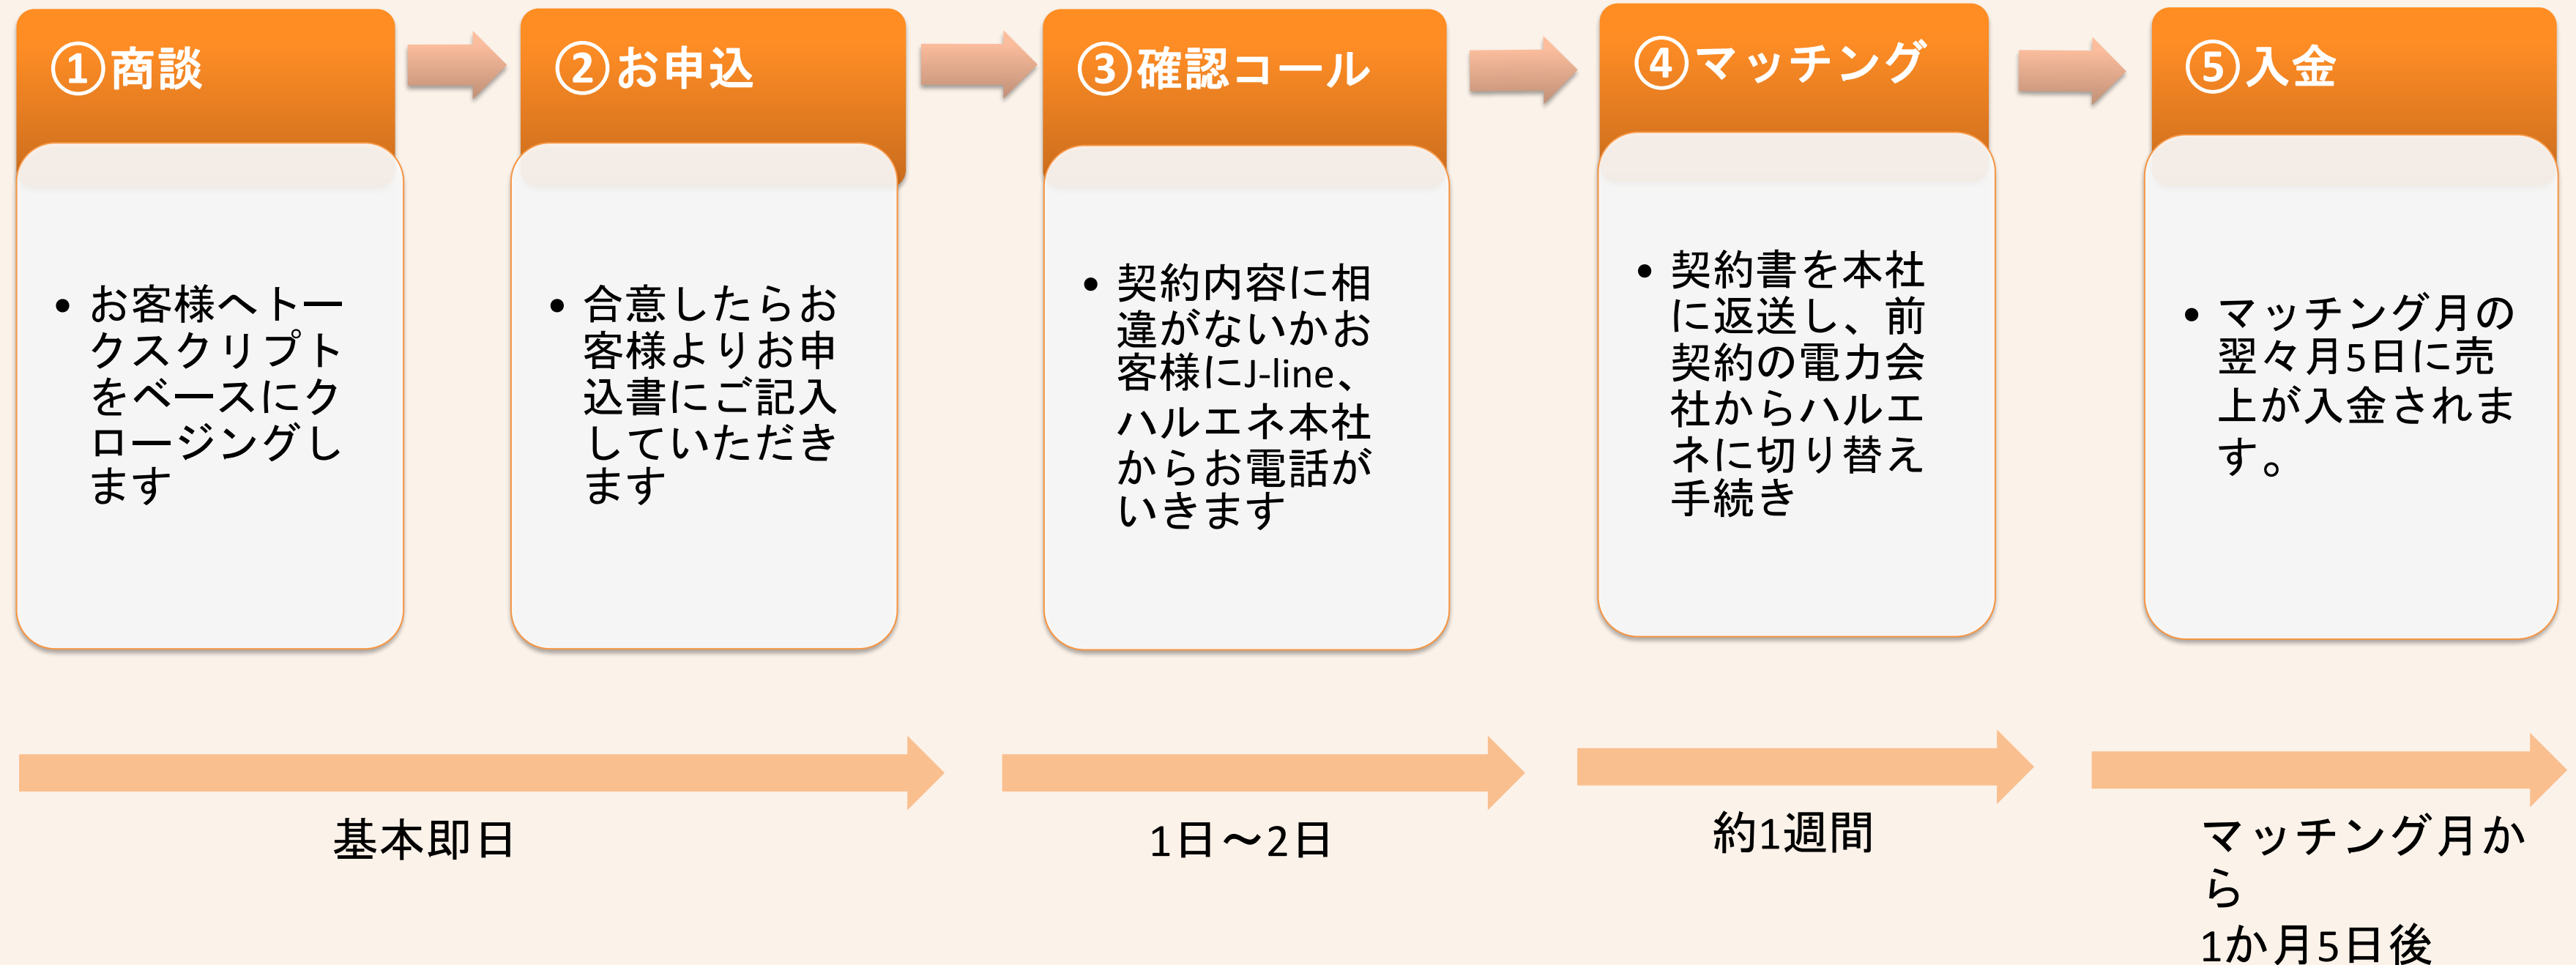 ①商談
②お申込
③確認コール
④マッチング
⑤入金
• お客様へトー
クスクリプト
をベースにク
ロージングし
ます
• 合意したらお
客様よりお申
込書にご記入
していただき
ます
• 契約内容に相
違がないかお
客様にJ-line、
ハルエネ本社
からお電話が
いきます
• 契約書を本社
に返送し、前
契約の電力会
社からハルエ
ネに切り替え
手続き
• マッチング月の
翌々月5日に売
上が入金されま
す。
基本即日
1日～2日
約1週間
マッチング月か
ら
1か月5日後